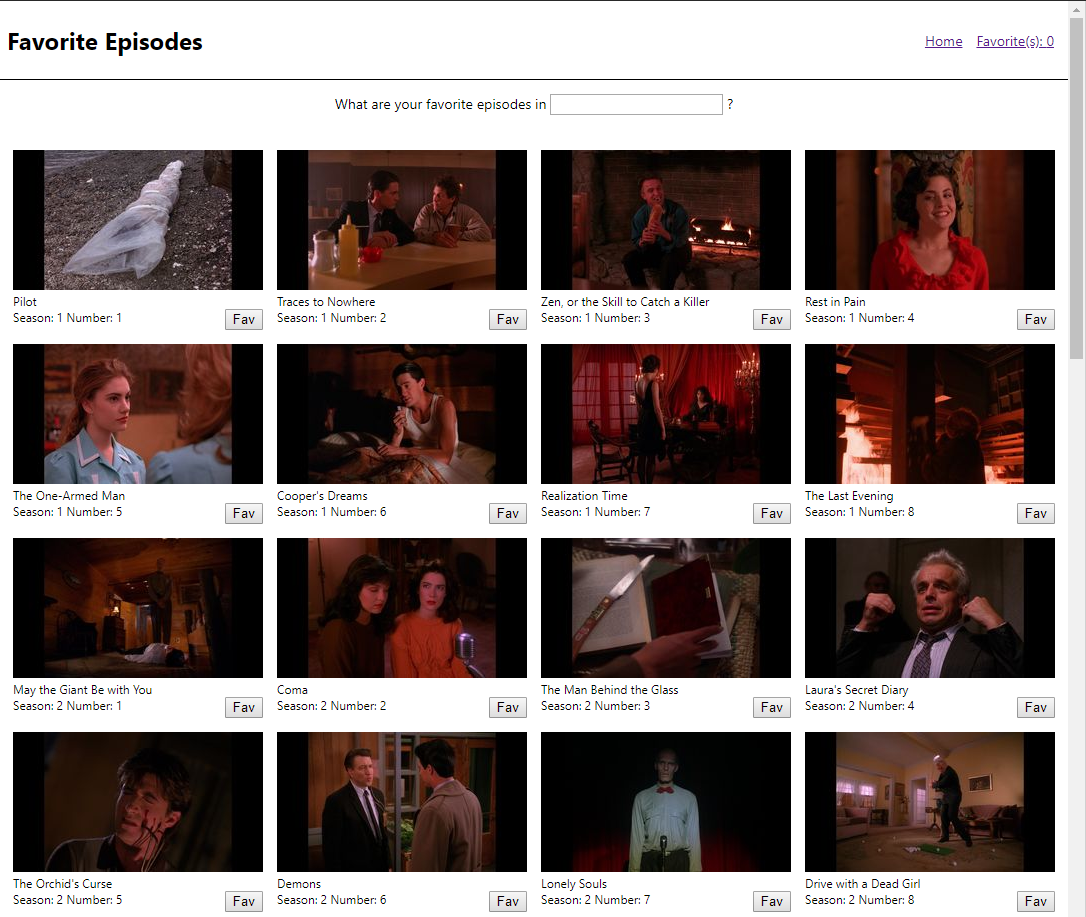 Favorite Episodes
Home Favorite(s): 0
What are your favorite episodes in ?
Pilot
Season: 1 Number: 1
Fav
Traces to Nowhere
Season: 1 Number: 2
Fav
Zen, or the Skill to Catch a Killer
Season: 1 Number: 3
Fav
Rest in Pain
Season: 1 Number: 4
Fav
The One-Armed Man
Season: 1 Number: 5
Fav
Cooper's Dreams
Season: 1 Number: 6
Fav
Realization Time
Season: 1 Number: 7
Fav
The Last Evening
Season: 1 Number: 8
Fav
May the Giant Be with You
Season: 2 Number: 1
Fav
Coma
Season: 2 Number: 2
Fav
The Man Behind the Glass
Season: 2 Number: 3
Fav
Laura's Secret Diary
Season: 2 Number: 4
Fav
The Orchid's Curse
Season: 2 Number: 5
Fav
Demons
Season: 2 Number: 6
Fav
Lonely Souls
Season: 2 Number: 7
Fav
Drive with a Dead Girl
Season: 2 Number: 8
Fav